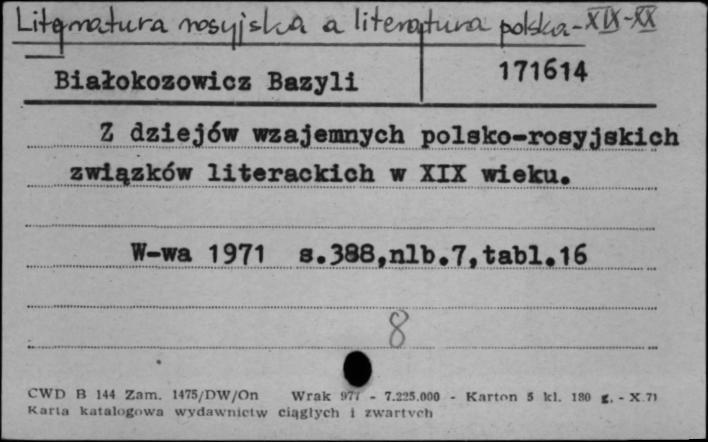 Literatura rosyjska a literatura polska-XIX-XX
Białokozowicz Bazyli
171614
Z dziejów wzajemnych polsko-rosyjskich
związków literackich w XIX wieku.
W-wa 1971 s.388,nlb.7,tabl.16
8
CWD B 144 Zam. 1475/DW/On Wrak 977 - 7.225.000 - Karton 5 kl. 180 g. - X.71
Karta katalogowa wydawnictw ciągłych i zwartych